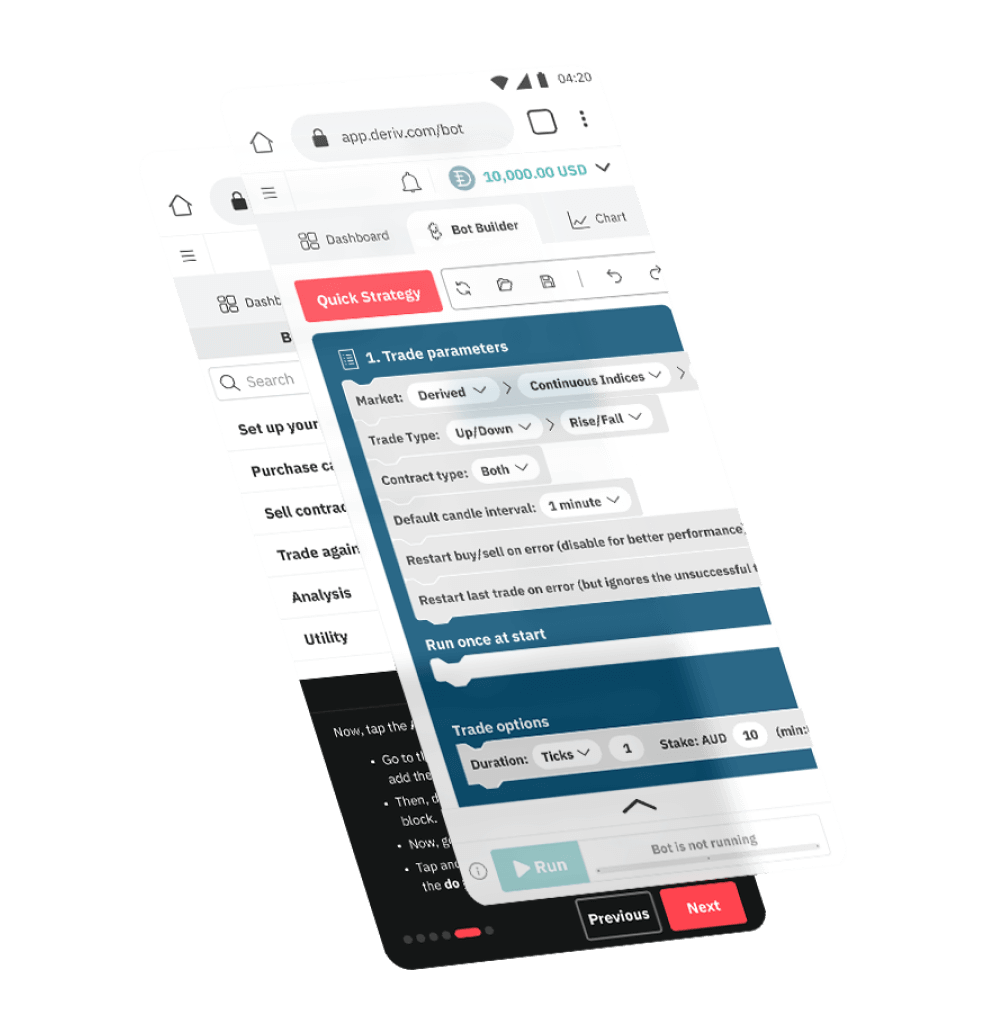 04:20
app.deriv.com/bot
10,000.00 USD
Dashboard
Bot Builder
Chart
Quick Strategy
1. Trade parameters
Market: Derived > Continuous Indices >
Trade Type: Up/Down > Rise/Fall
Contract type: Both
Default candle interval: 1 minute
Restart buy/sell on error (disable for better performance)
Restart last trade on error (but ignores the unsuccessful
Run once at start
Trade options
Duration: Ticks 1 Stake: AUD 10 (min:
Run
Bot is not running
Dashb
B
Search
Set up your
Purchase
Sell contrac
Trade again
Analysis
Utility
Now, tap the
• Go to
add the
• Then,
block.
• Now,
• Tap and
the do
Previous
Next